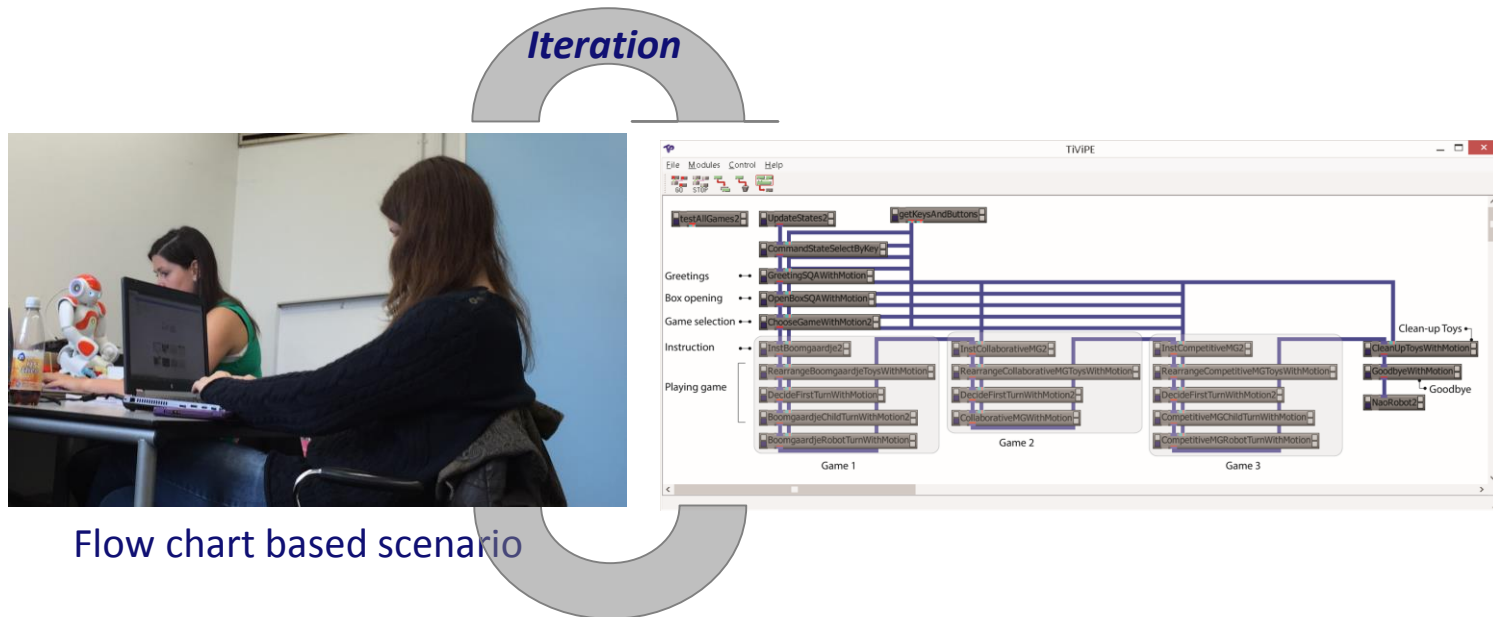 Iteration
TiViPE
File Modules Control Help
GO STOP
testAllGames2 UpdateStates2 getKeysAndButtons
CommandStateSelectByKey
Greetings GreetingSQAWithMotion
Box opening OpenBoxSQAWithMotion
Game selection ChooseGameWithMotion2
Clean-up Toys
Instruction InstBoomgaardje2 InstCollaborativeMG2 InstCompetitiveMG2 CleanUpToysWithMotion
RearrangeBoomgaardjeToysWithMotion RearrangeCollaborativeMGToysWithMotion RearrangeCompetitiveMGToysWithMotion GoodbyeWithMotion
Playing game
Goodbye
DecideFirstTurnWithMotion DecideFirstTurnWithMotion2 DecideFirstTurnWithMotion2 NaoRobot2
BoomgaardjeChildTurnWithMotion2 CollaborativeMGWithMotion CompetitiveMGChildTurnWithMotion
BoomgaardjeRobotTurnWithMotion CompetitiveMGRobotTurnWithMotion
Game 1 Game 2 Game 3
Flow chart based scenario